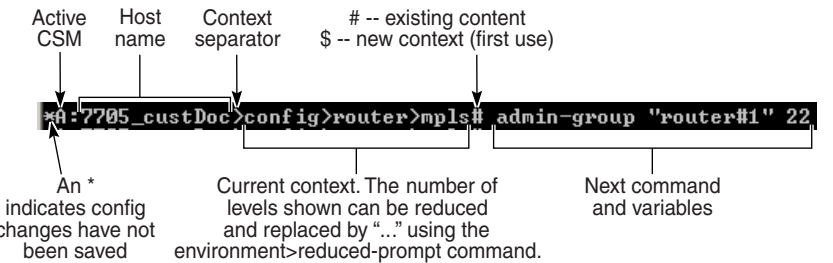 Active
CSM
Host
name
Context
separator
# -- existing content
$ -- new context (first use)
*A:7705_custDoc>config>router>mpls# admin-group "router#1" 22
An *
indicates config
changes have not
been saved
Current context. The number of
levels shown can be reduced
and replaced by "..." using the
environment>reduced-prompt command.
Next command
and variables